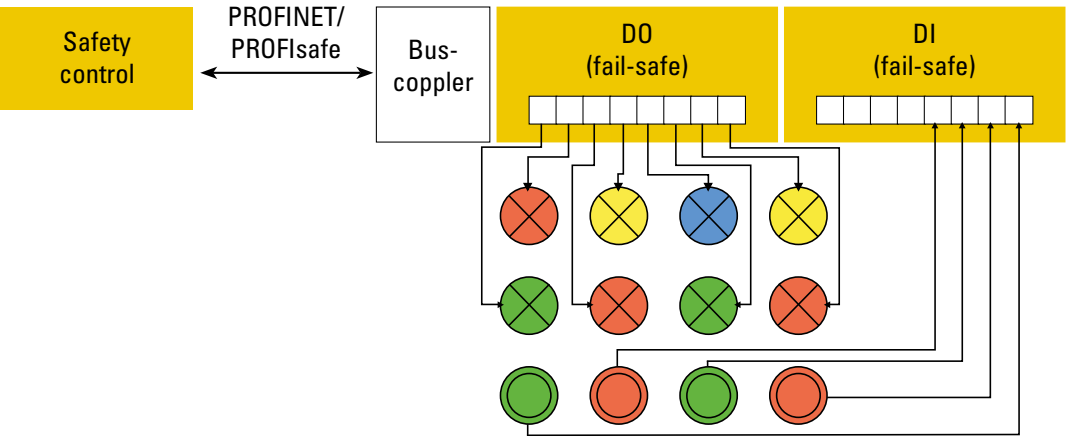 Safety
control
PROFINET/
PROFIsafe
Bus-
coppler
DO
(fail-safe)
DI
(fail-safe)